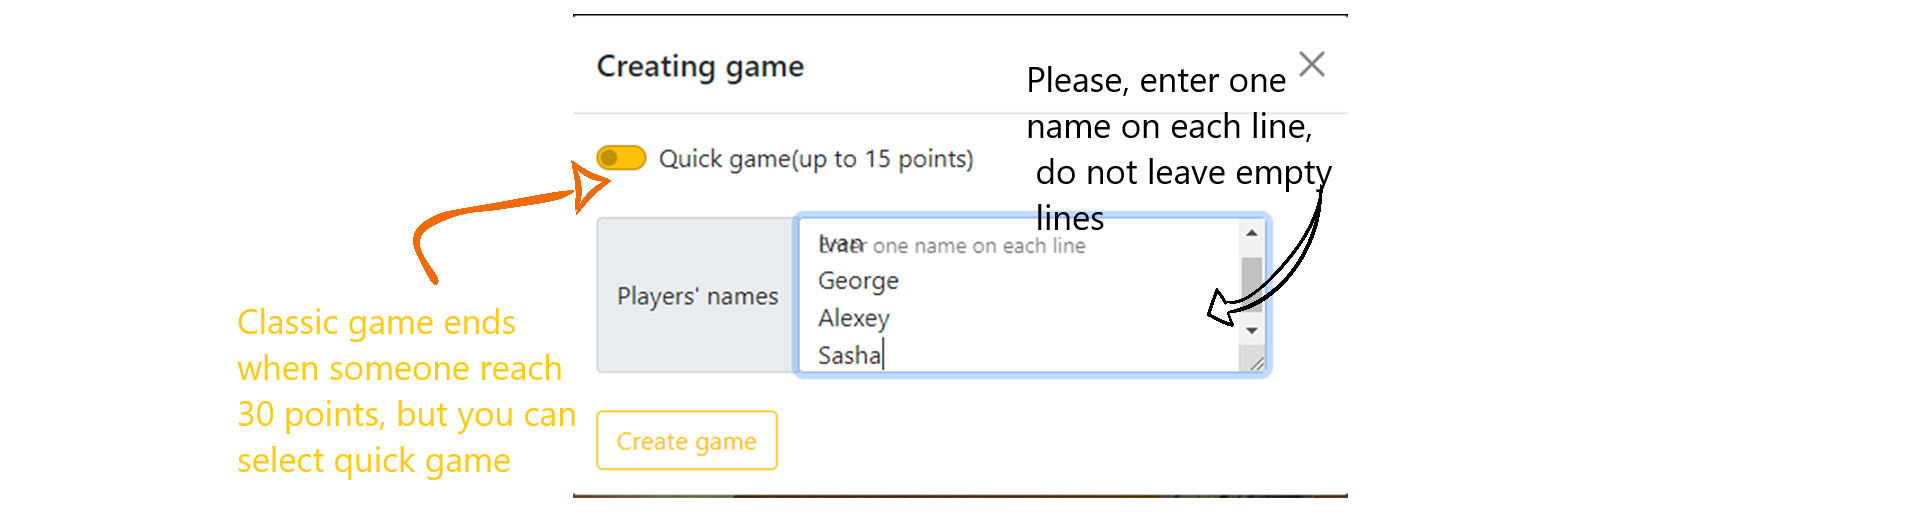 Creating game
Please, enter one
name on each line,
do not leave empty
lines
Quick game(up to 15 points)
Players' names
Ivan
Enter one name on each line
George
Alexey
Sasha
Classic game ends
when someone reach
30 points, but you can
select quick game
Create game